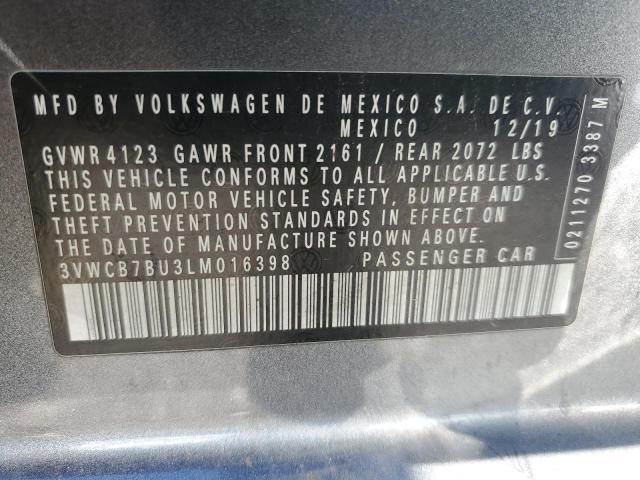 MFD BY VOLKSWAGEN DE MEXICO S.A. DE C.V.
MEXICO 12/19
GVWR 4123 GAWR FRONT 2161 / REAR 2072 LBS
THIS VEHICLE CONFORMS TO ALL APPLICABLE U.S.
FEDERAL MOTOR VEHICLE SAFETY, BUMPER AND
THEFT PREVENTION STANDARDS IN EFFECT ON
THE DATE OF MANUFACTURE SHOWN ABOVE.
3VWCB7BU3LM016398 PASSENGER CAR
0211270 3387 M